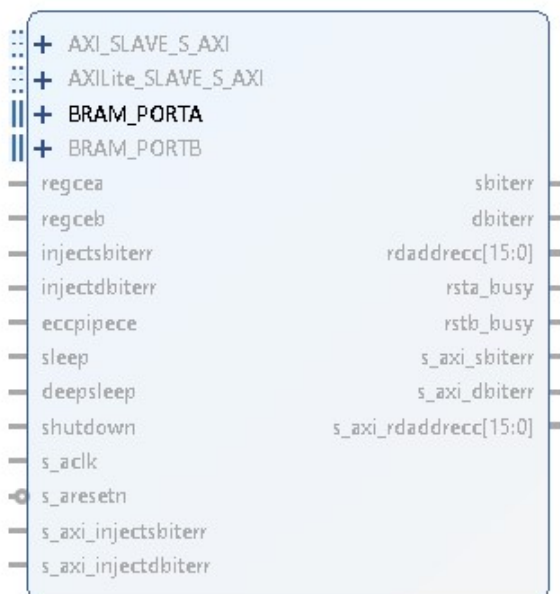 AXI_SLAVE_S_AXI
AXILite_SLAVE_S_AXI
BRAM_PORTA
BRAM_PORTB
regcea sbiterr
regceb dbiterr
injectsbiterr rdaddrecc[15:0]
injectdbiterr rsta_busy
eccpipece rstb_busy
sleep s_axi_sbiterr
deepsleep s_axi_dbiterr
shutdown s_axi_rdaddrecc[15:0]
s_aclk
s_aresetn
s_axi_injectsbiterr
s_axi_injectdbiterr